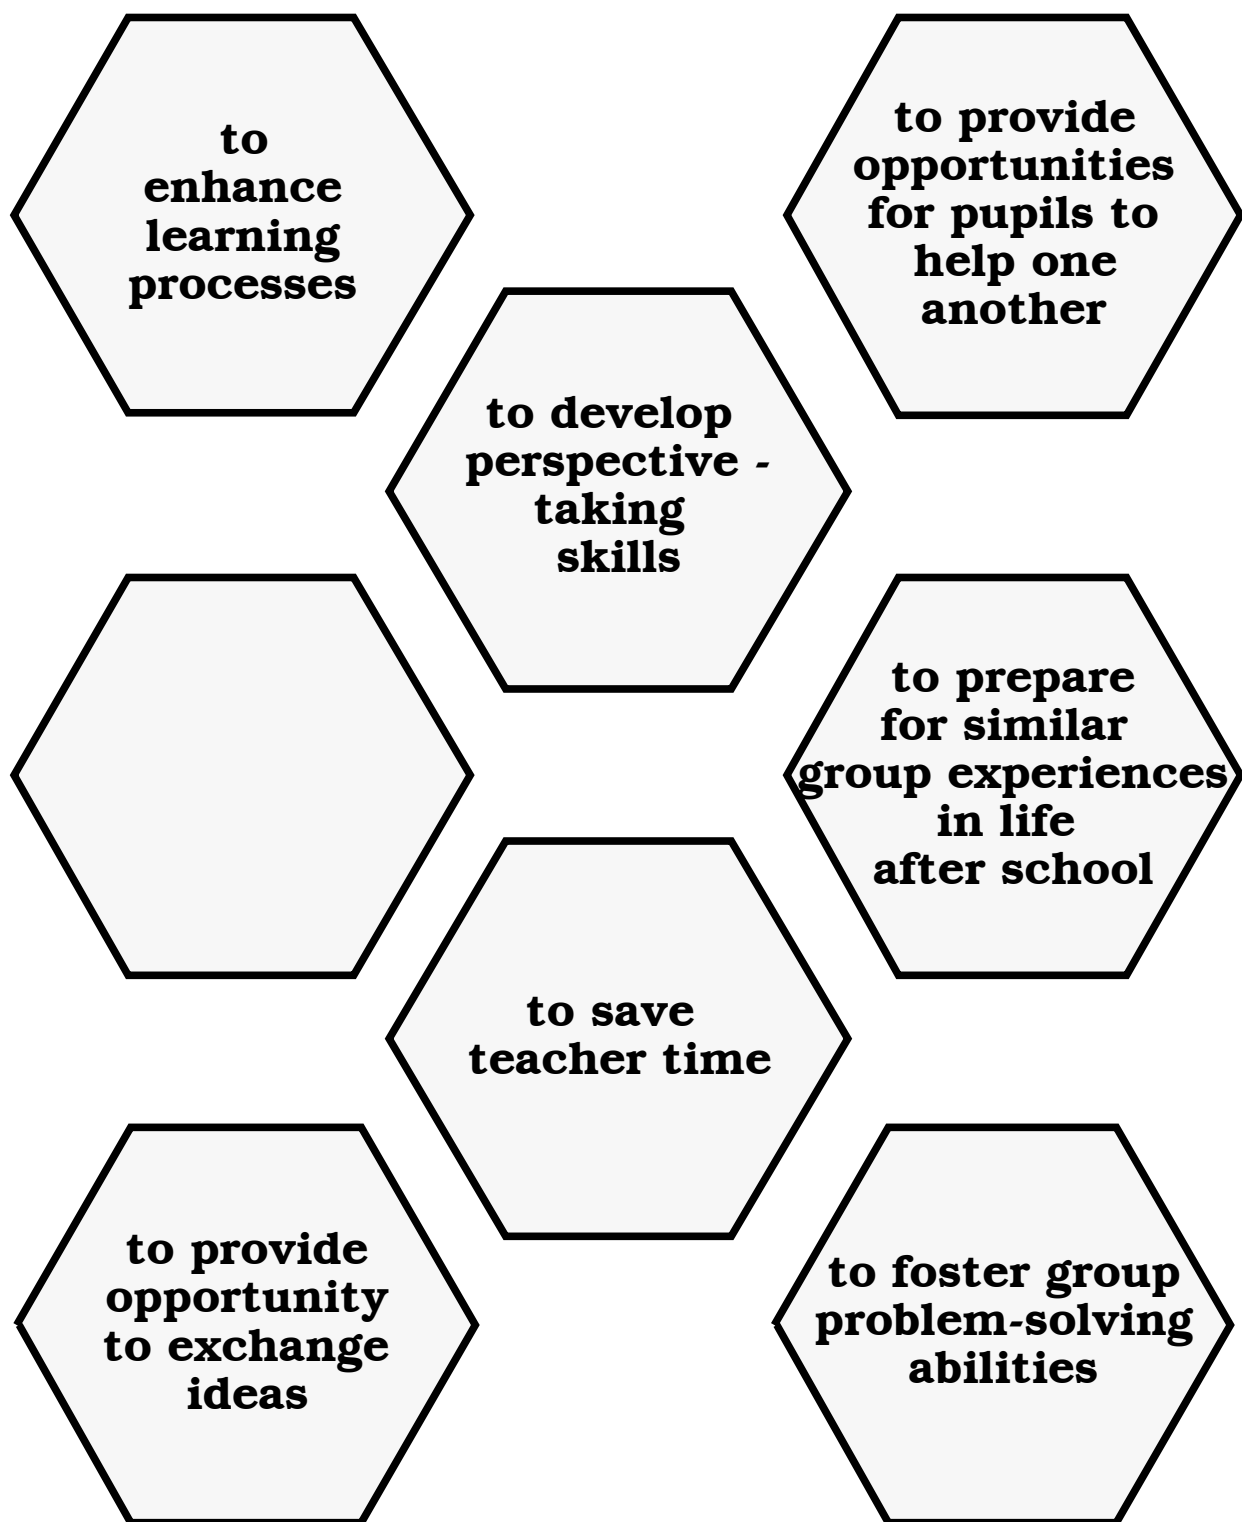 to
enhance
learning
processes
to provide
opportunities
for pupils to
help one
another
to develop
perspective -
taking
skills
to prepare
for similar
group experiences
in life
after school
to save
teacher time
to provide
opportunity
to exchange
ideas
to foster group
problem-solving
abilities